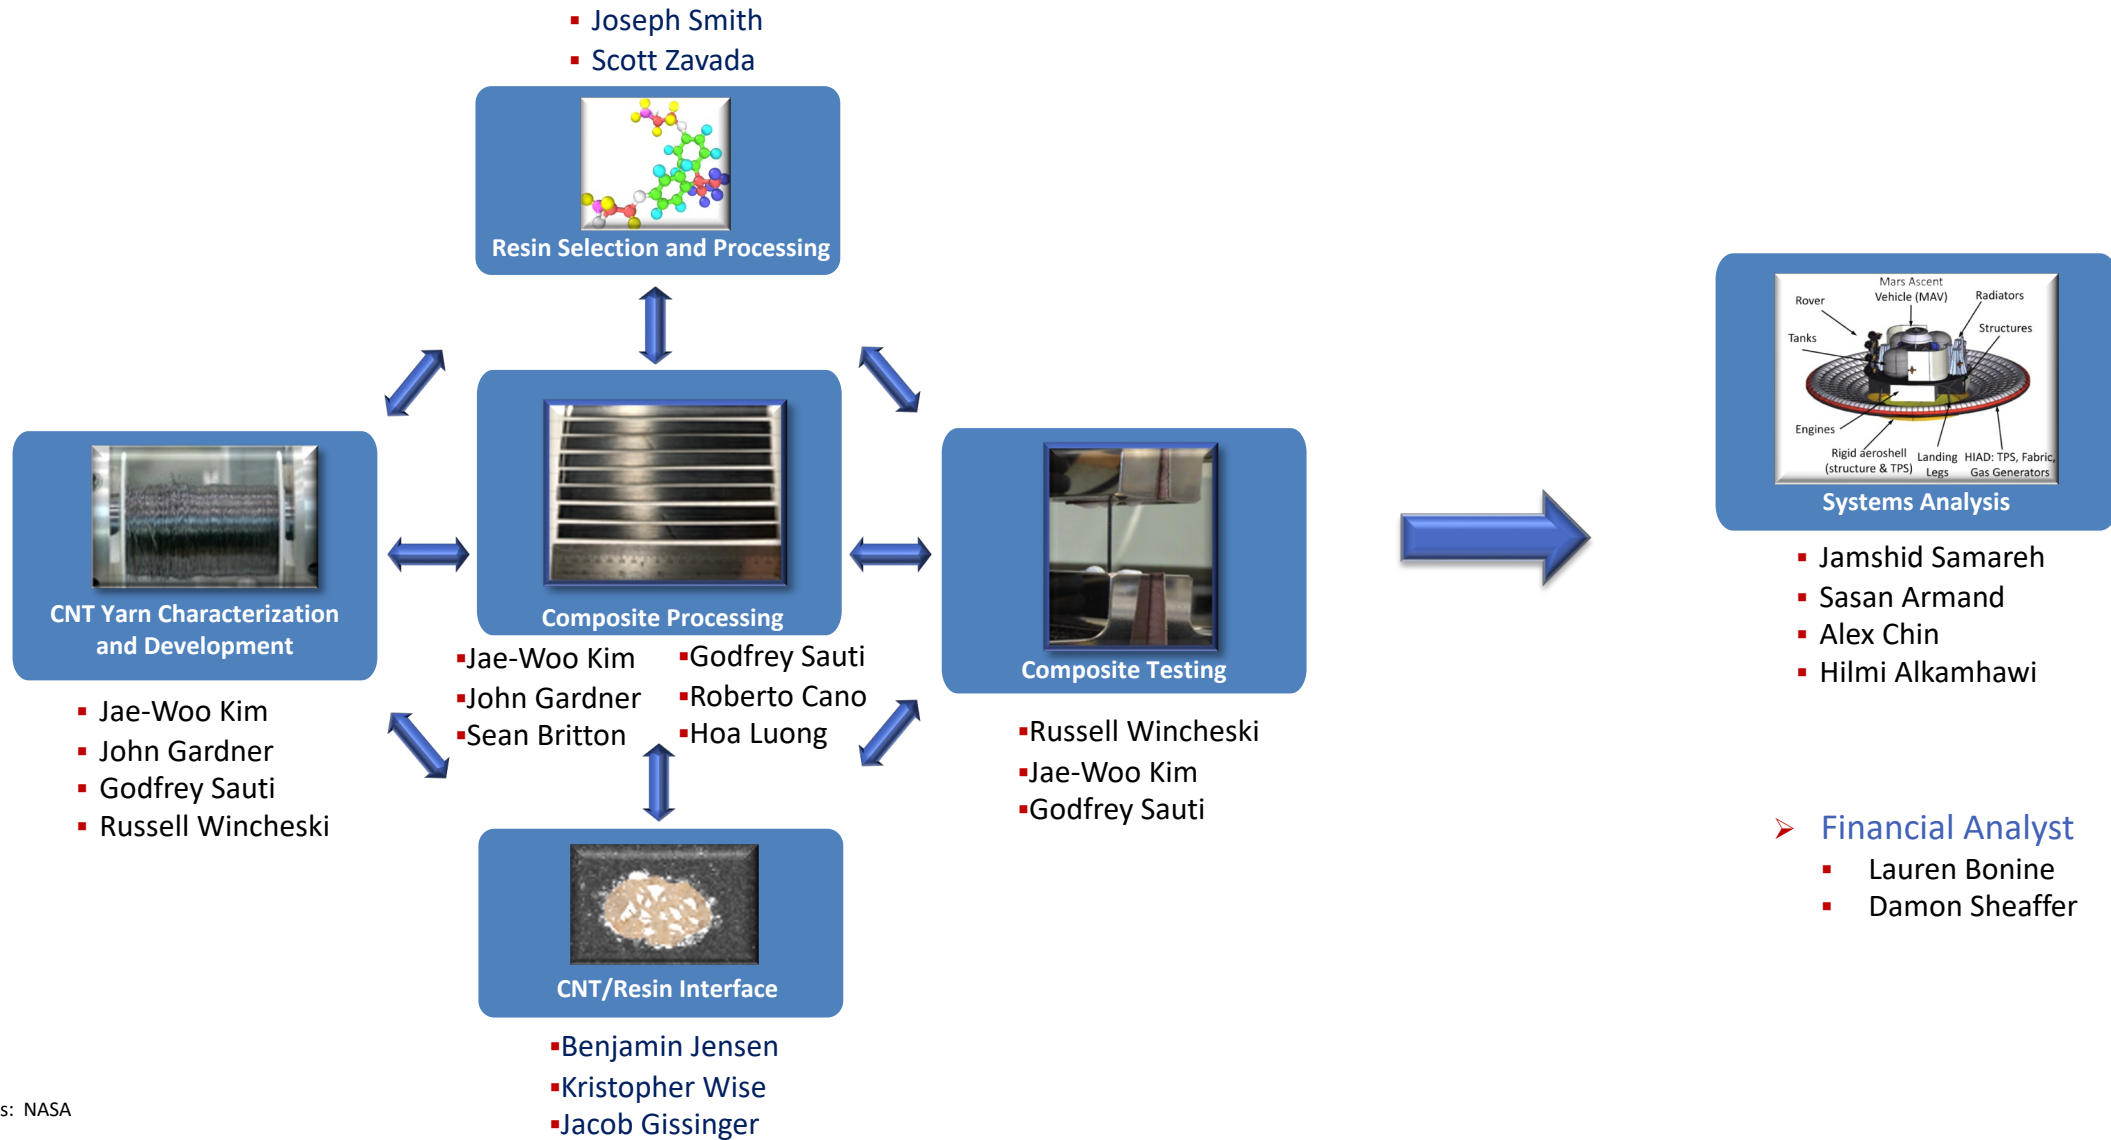 ▪ Joseph Smith
▪ Scott Zavada
Resin Selection and Processing
CNT Yarn Characterization
and Development
▪ Jae-Woo Kim
▪ John Gardner
▪ Godfrey Sauti
▪ Russell Wincheski
Composite Processing
▪Jae-Woo Kim
▪John Gardner
▪Sean Britton
▪Godfrey Sauti
▪Roberto Cano
▪Hoa Luong
Composite Testing
▪Russell Wincheski
▪Jae-Woo Kim
▪Godfrey Sauti
CNT/Resin Interface
▪Benjamin Jensen
▪Kristopher Wise
▪Jacob Gissinger
Mars Ascent
Vehicle (MAV)
Rover
Radiators
Structures
Tanks
Engines
Rigid aeroshell
(structure & TPS)
Landing
Legs
HIAD: TPS, Fabric,
Gas Generators
Systems Analysis
▪ Jamshid Samareh
▪ Sasan Armand
▪ Alex Chin
▪ Hilmi Alkamhawi
➢ Financial Analyst
▪ Lauren Bonine
▪ Damon Sheaffer
s: NASA